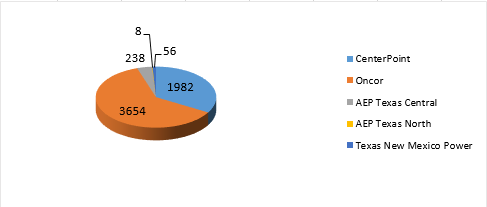 8
56
238
1982
3654
CenterPoint
Oncor
AEP Texas Central
AEP Texas North
Texas New Mexico Power